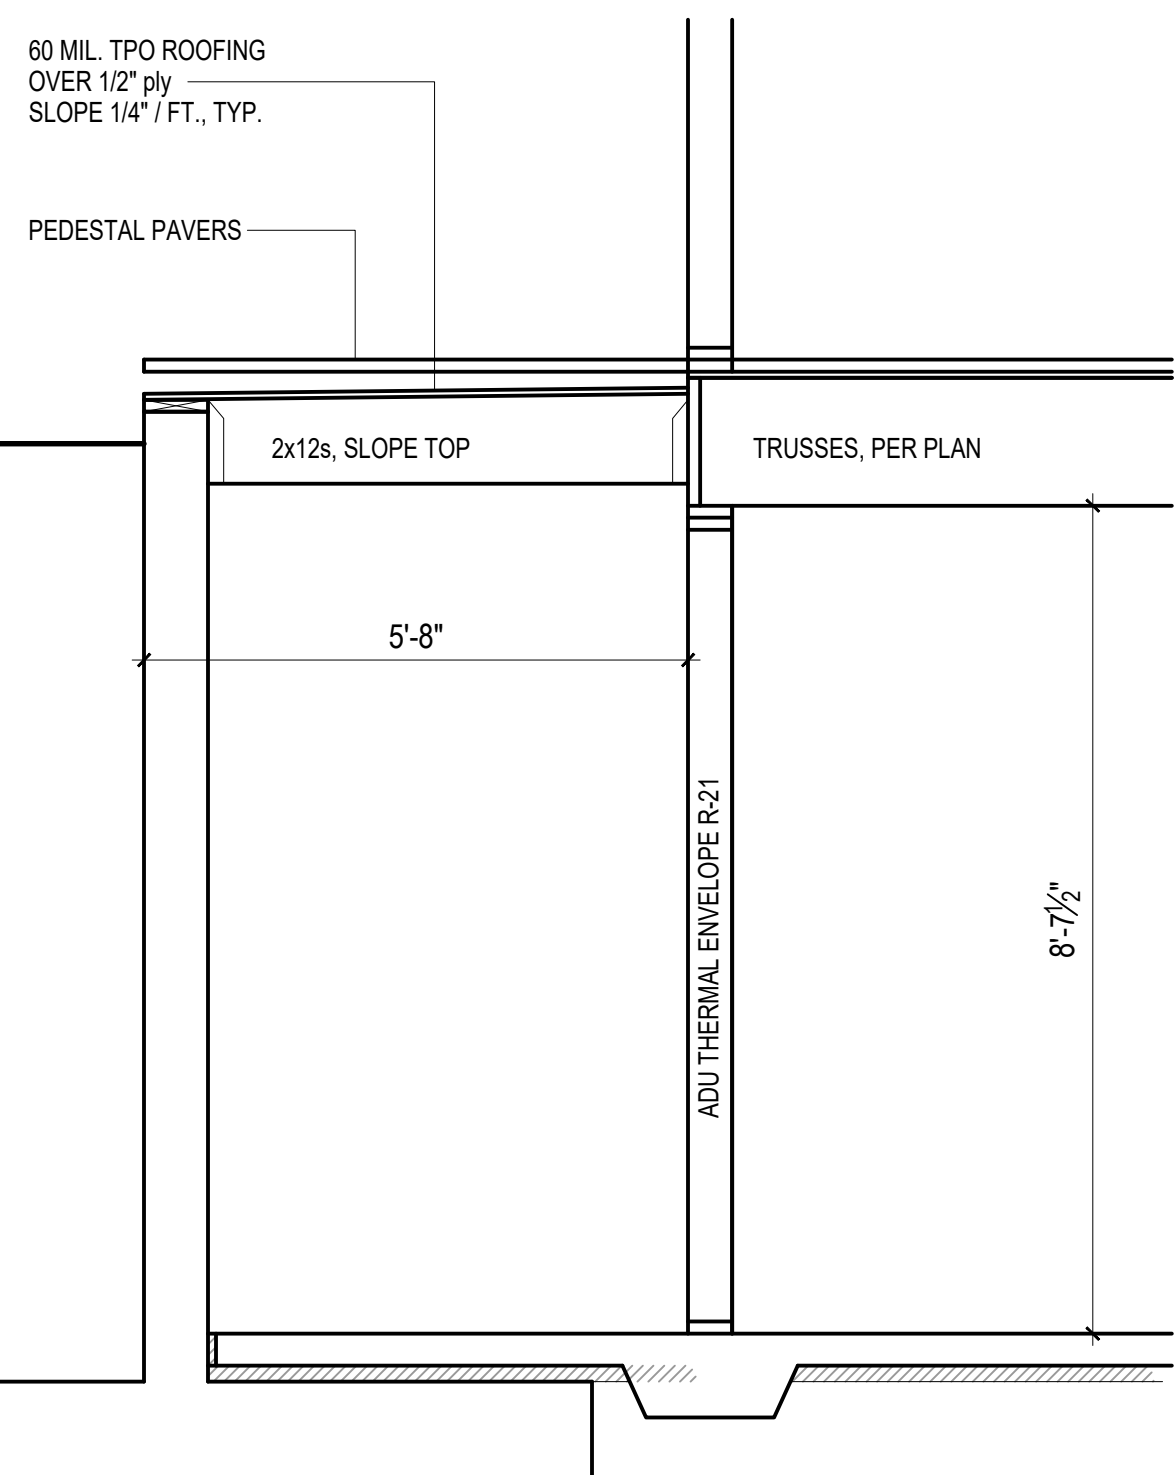 60 MIL. TPO ROOFING
OVER 1/2" ply
SLOPE 1/4" / FT., TYP.
PEDESTAL PAVERS
2x12s, SLOPE TOP
TRUSSES, PER PLAN
5'-8"
ADU THERMAL ENVELOPE R-21
8'-7½"